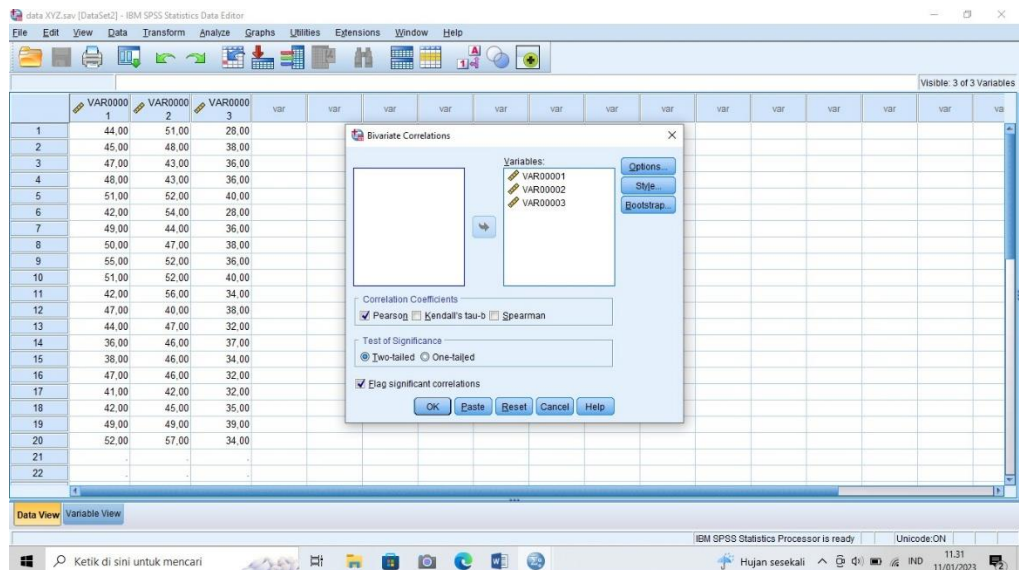 data XYZ.sav [DataSet2] - IBM SPSS Statistics Data Editor
File Edit View Data Transform Analyze Graphs Utilities Extensions Window Help
Visible: 3 of 3 Variables
VAR00001 VAR00002 VAR00003 var var var var var var var var var var var va
1 44,00 51,00 28,00
2 45,00 48,00 38,00
3 47,00 43,00 36,00
4 48,00 43,00 36,00
5 51,00 52,00 40,00
6 42,00 54,00 28,00
7 49,00 44,00 36,00
8 50,00 47,00 38,00
9 55,00 52,00 36,00
10 51,00 52,00 40,00
11 42,00 56,00 34,00
12 47,00 40,00 38,00
13 44,00 47,00 32,00
14 36,00 46,00 37,00
15 38,00 46,00 34,00
16 47,00 46,00 32,00
17 41,00 42,00 32,00
18 42,00 45,00 35,00
19 49,00 49,00 39,00
20 52,00 57,00 34,00
21 . . .
22 . . .
Bivariate Correlations
Variables:
VAR00001
VAR00002
VAR00003
Options...
Style...
Bootstrap...
Correlation Coefficients
Pearson Kendall's tau-b Spearman
Test of Significance
Two-tailed One-tailed
Flag significant correlations
OK Paste Reset Cancel Help
Data View Variable View
IBM SPSS Statistics Processor is ready Unicode:ON
Ketik di sini untuk mencari
Hujan sesekali IND 11.31
11/01/2023